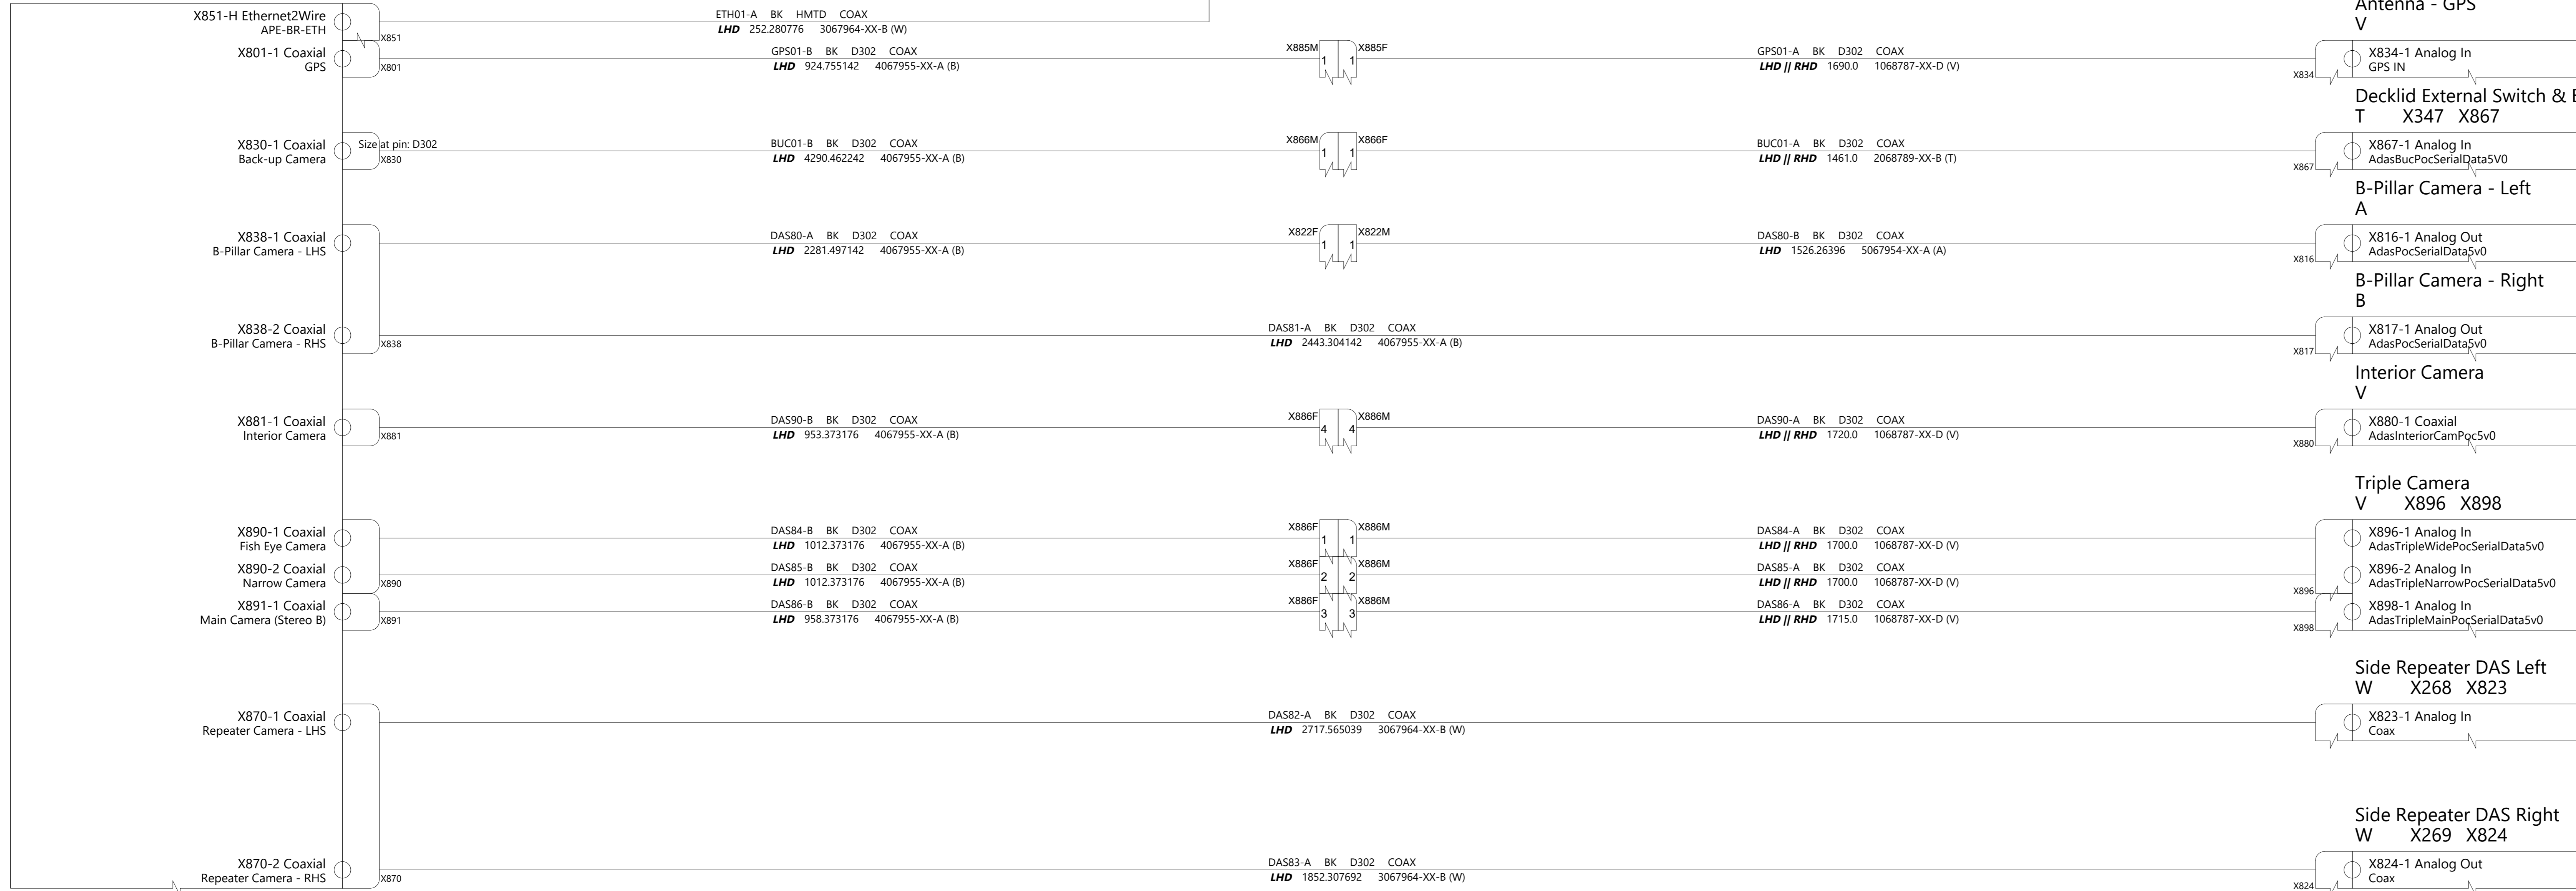 X851-H Ethernet2Wire
APE-BR-ETH
X851
ETH01-A BK HMTD COAX
LHD 252.280776 3067964-XX-B (W)
Antenna - GPS
V
X801-1 Coaxial
GPS
X801
GPS01-B BK D302 COAX
LHD 924.755142 4067955-XX-A (B)
X885M X885F
1 1
GPS01-A BK D302 COAX
LHD || RHD 1690.0 1068787-XX-D (V)
X834
X834-1 Analog In
GPS IN
Decklid External Switch &
T X347 X867
X830-1 Coaxial
Back-up Camera
Size at pin: D302
X830
BUC01-B BK D302 COAX
LHD 4290.462242 4067955-XX-A (B)
X866M X866F
1 1
BUC01-A BK D302 COAX
LHD || RHD 1461.0 2068789-XX-B (T)
X867
X867-1 Analog In
AdasBucPocSerialData5V0
B-Pillar Camera - Left
A
X838-1 Coaxial
B-Pillar Camera - LHS
DAS80-A BK D302 COAX
LHD 2281.497142 4067955-XX-A (B)
X822F X822M
1 1
DAS80-B BK D302 COAX
LHD 1526.26396 5067954-XX-A (A)
X816
X816-1 Analog Out
AdasPocSerialData5v0
B-Pillar Camera - Right
B
X838-2 Coaxial
B-Pillar Camera - RHS
X838
DAS81-A BK D302 COAX
LHD 2443.304142 4067955-XX-A (B)
X817
X817-1 Analog Out
AdasPocSerialData5v0
Interior Camera
V
X881-1 Coaxial
Interior Camera
X881
DAS90-B BK D302 COAX
LHD 953.373176 4067955-XX-A (B)
X886F X886M
4 4
DAS90-A BK D302 COAX
LHD || RHD 1720.0 1068787-XX-D (V)
X880
X880-1 Coaxial
AdasInteriorCamPoc5v0
Triple Camera
V X896 X898
X890-1 Coaxial
Fish Eye Camera
DAS84-B BK D302 COAX
LHD 1012.373176 4067955-XX-A (B)
X886F X886M
1 1
DAS84-A BK D302 COAX
LHD || RHD 1700.0 1068787-XX-D (V)
X896-1 Analog In
AdasTripleWidePocSerialData5v0
X890-2 Coaxial
Narrow Camera
X890
DAS85-B BK D302 COAX
LHD 1012.373176 4067955-XX-A (B)
X886F X886M
2 2
DAS85-A BK D302 COAX
LHD || RHD 1700.0 1068787-XX-D (V)
X896
X896-2 Analog In
AdasTripleNarrowPocSerialData5v0
X891-1 Coaxial
Main Camera (Stereo B)
X891
DAS86-B BK D302 COAX
LHD 958.373176 4067955-XX-A (B)
X886F X886M
3 3
DAS86-A BK D302 COAX
LHD || RHD 1715.0 1068787-XX-D (V)
X898
X898-1 Analog In
AdasTripleMainPocSerialData5v0
Side Repeater DAS Left
W X268 X823
X870-1 Coaxial
Repeater Camera - LHS
DAS82-A BK D302 COAX
LHD 2717.565039 3067964-XX-B (W)
X823-1 Analog In
Coax
Side Repeater DAS Right
W X269 X824
X870-2 Coaxial
Repeater Camera - RHS
X870
DAS83-A BK D302 COAX
LHD 1852.307692 3067964-XX-B (W)
X824
X824-1 Analog Out
Coax